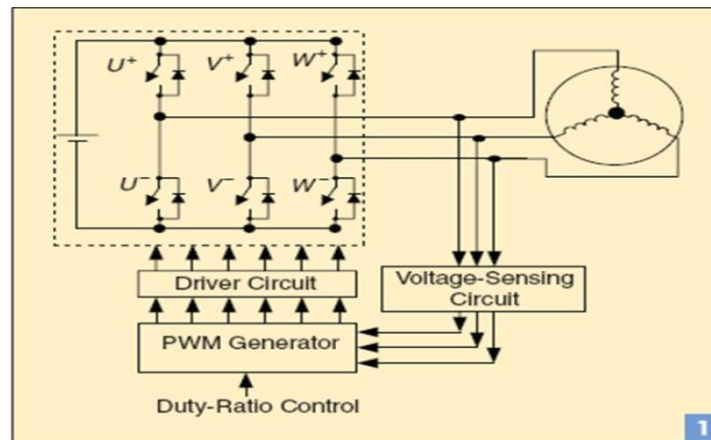 U+ V+ W+
U− V− W−
Driver Circuit
Voltage-Sensing
Circuit
PWM Generator
Duty-Ratio Control
1